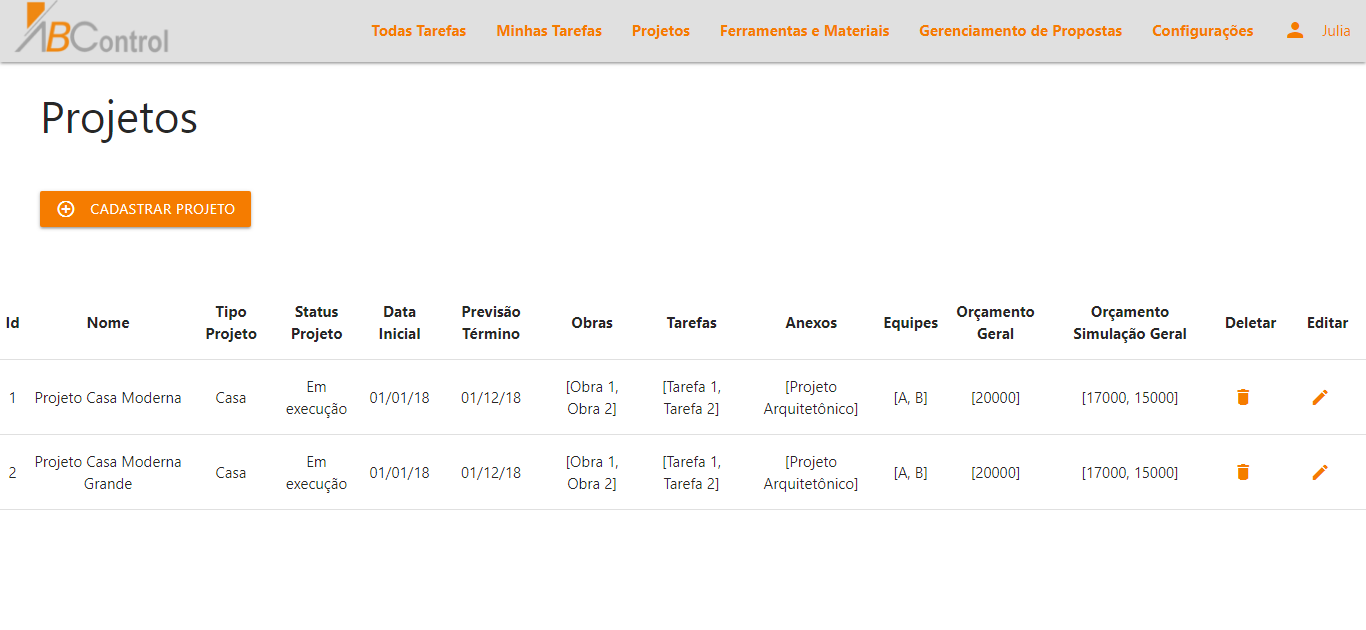 ABControl
Todas Tarefas Minhas Tarefas Projetos Ferramentas e Materiais Gerenciamento de Propostas Configurações Julia
Projetos
CADASTRAR PROJETO
Id Nome Tipo Projeto Status Projeto Data Inicial Previsão Término Obras Tarefas Anexos Equipes Orçamento Geral Orçamento Simulação Geral Deletar Editar
1 Projeto Casa Moderna Casa Em execução 01/01/18 01/12/18 [Obra 1, Obra 2] [Tarefa 1, Tarefa 2] [Projeto Arquitetônico] [A, B] [20000] [17000, 15000]
2 Projeto Casa Moderna Grande Casa Em execução 01/01/18 01/12/18 [Obra 1, Obra 2] [Tarefa 1, Tarefa 2] [Projeto Arquitetônico] [A, B] [20000] [17000, 15000]